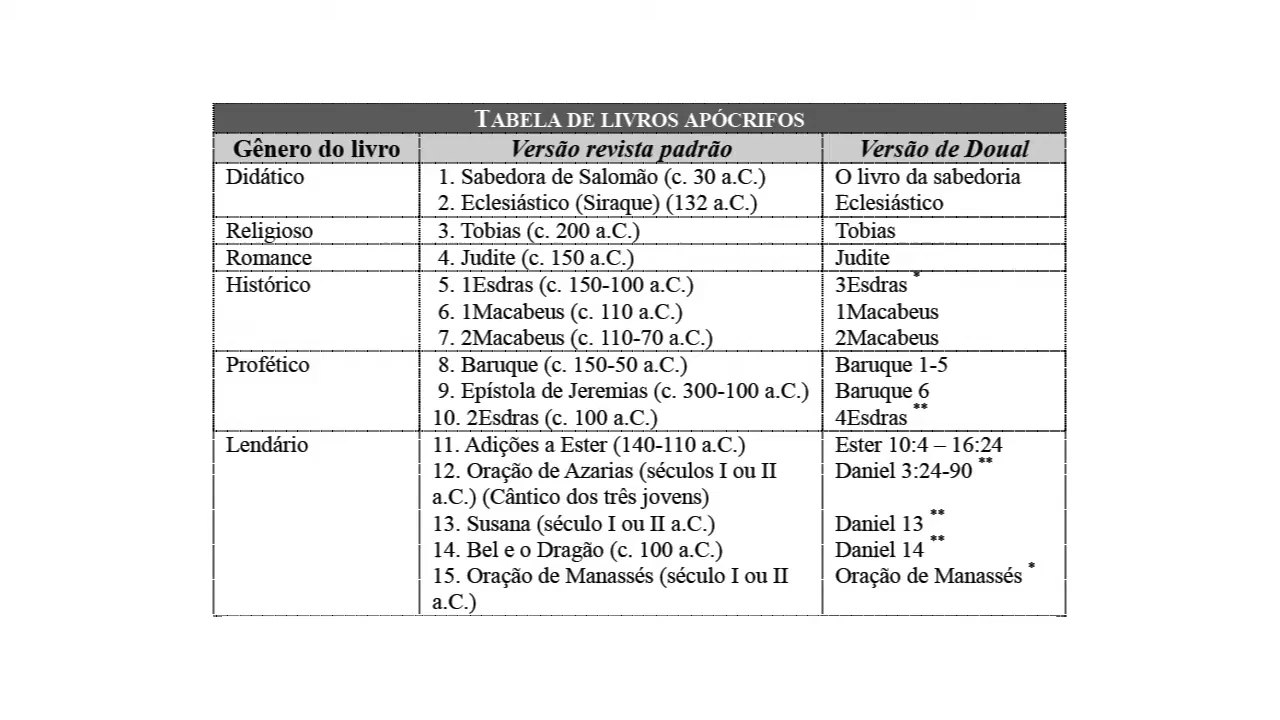 TABELA DE LIVROS APÓCRIFOS
Gênero do livro Versão revista padrão Versão de Doual
Didático 1. Sabedora de Salomão (c. 30 a.C.) O livro da sabedoria
2. Eclesiástico (Siraque) (132 a.C.) Eclesiástico
Religioso 3. Tobias (c. 200 a.C.) Tobias
Romance 4. Judite (c. 150 a.C.) Judite
Histórico 5. 1Esdras (c. 150-100 a.C.) 3Esdras *
6. 1Macabeus (c. 110 a.C.) 1Macabeus
7. 2Macabeus (c. 110-70 a.C.) 2Macabeus
Profético 8. Baruque (c. 150-50 a.C.) Baruque 1-5
9. Epístola de Jeremias (c. 300-100 a.C.) Baruque 6
10. 2Esdras (c. 100 a.C.) 4Esdras **
Lendário 11. Adições a Ester (140-110 a.C.) Ester 10:4 – 16:24
12. Oração de Azarias (séculos I ou II Daniel 3:24-90 **
a.C.) (Cântico dos três jovens)
13. Susana (século I ou II a.C.) Daniel 13 **
14. Bel e o Dragão (c. 100 a.C.) Daniel 14 **
15. Oração de Manassés (século I ou II Oração de Manassés *
a.C.)